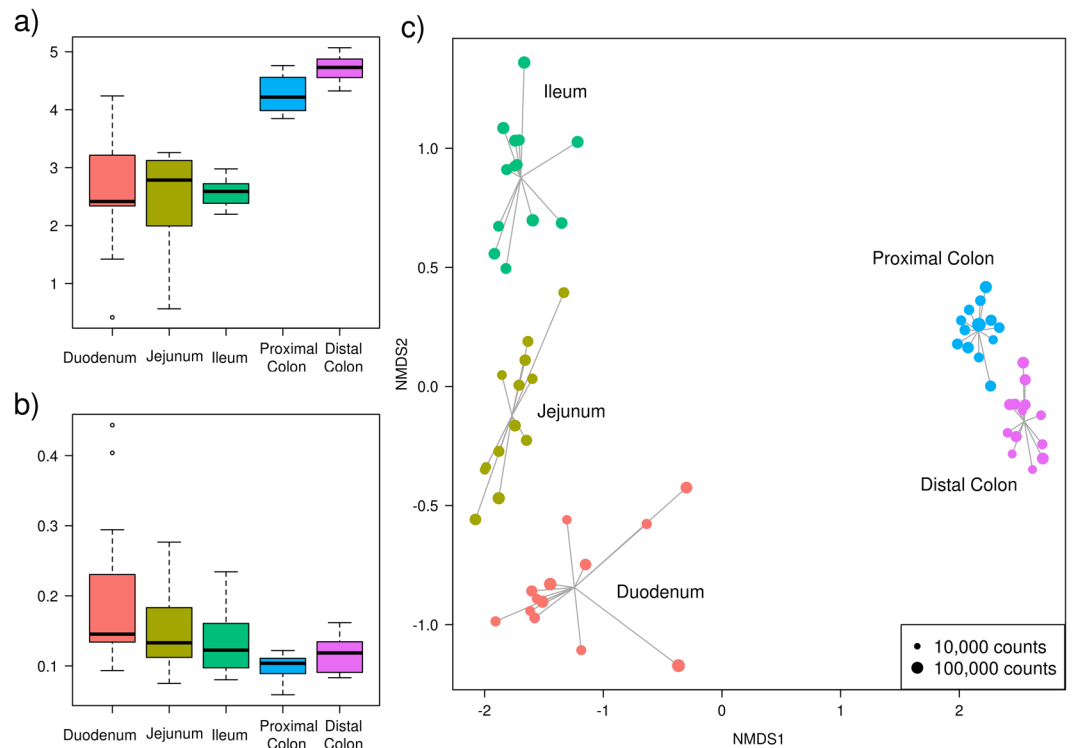 a)
5
4
3
2
1
Duodenum Jejunum Ileum Proximal Colon Distal Colon
b)
0.4
0.3
0.2
0.1
Duodenum Jejunum Ileum Proximal Colon Distal Colon
c)
NMDS2
1.0
0.5
0.0
-0.5
-1.0
Ileum
Proximal Colon
Jejunum
Distal Colon
Duodenum
10,000 counts
100,000 counts
-2 -1 0 1 2
NMDS1